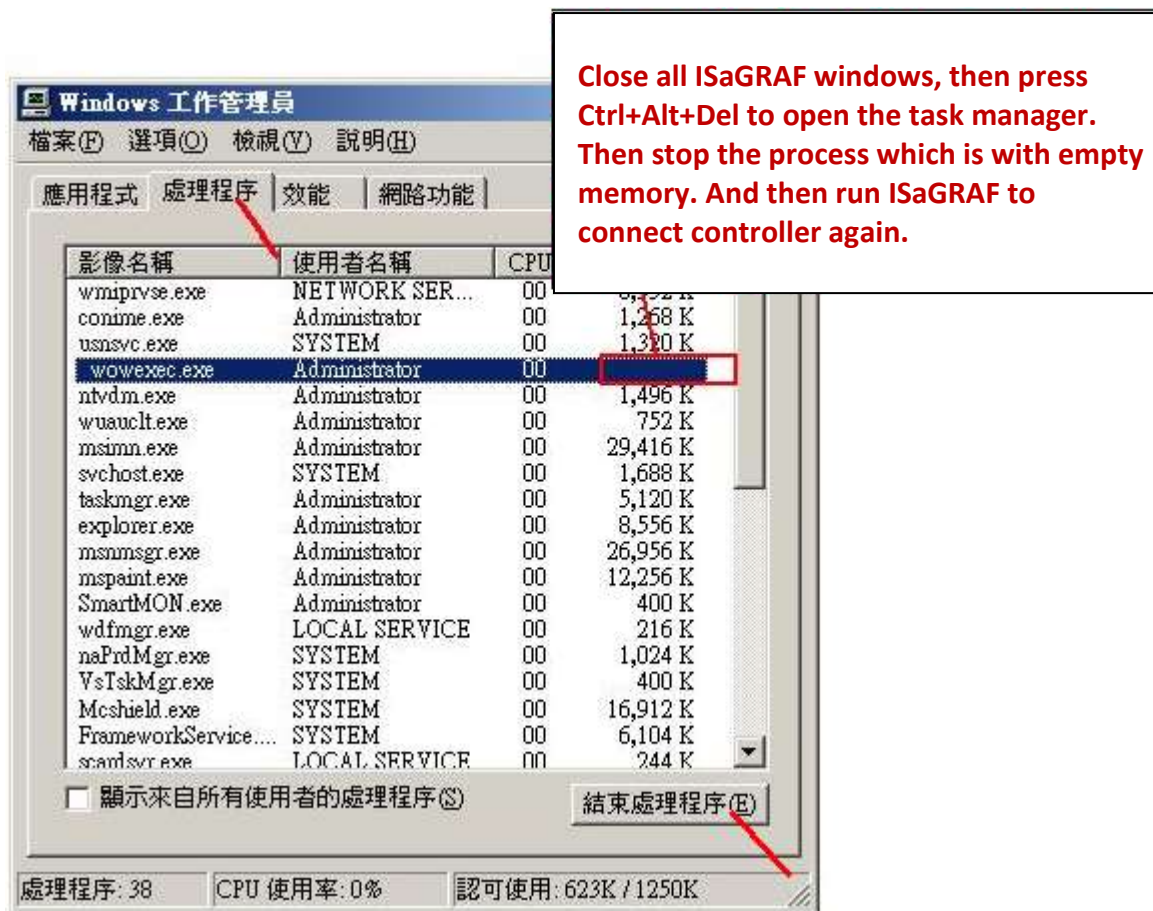 Close all ISaGRAF windows, then press
Ctrl+Alt+Del to open the task manager.
Then stop the process which is with empty
memory. And then run ISaGRAF to
connect controller again.
Windows 工作管理員
檔案(F) 選項(O) 檢視(V) 說明(H)
應用程式 處理程序 效能 網路功能
影像名稱 使用者名稱 CPU
wmiprvse.exe NETWORK SER... 00
conime.exe Administrator 00 1,268 K
usnsvc.exe SYSTEM 00 1,320 K
wowexec.exe Administrator 00
ntvdm.exe Administrator 00 1,496 K
wuauclt.exe Administrator 00 752 K
msimn.exe Administrator 00 29,416 K
svchost.exe SYSTEM 00 1,688 K
taskmgr.exe Administrator 00 5,120 K
explorer.exe Administrator 00 8,556 K
msnmsgr.exe Administrator 00 26,956 K
mspaint.exe Administrator 00 12,256 K
SmartMON.exe Administrator 00 400 K
wdfmgr.exe LOCAL SERVICE 00 216 K
naPrdMgr.exe SYSTEM 00 1,024 K
VsTskMgr.exe SYSTEM 00 400 K
Mcshield.exe SYSTEM 00 16,912 K
FrameworkService.... SYSTEM 00 6,104 K
scardsvr.exe LOCAL SERVICE 00 244 K
顯示來自所有使用者的處理程序(S) 結束處理程序(E)
處理程序: 38 CPU 使用率: 0% 認可使用: 623K / 1250K